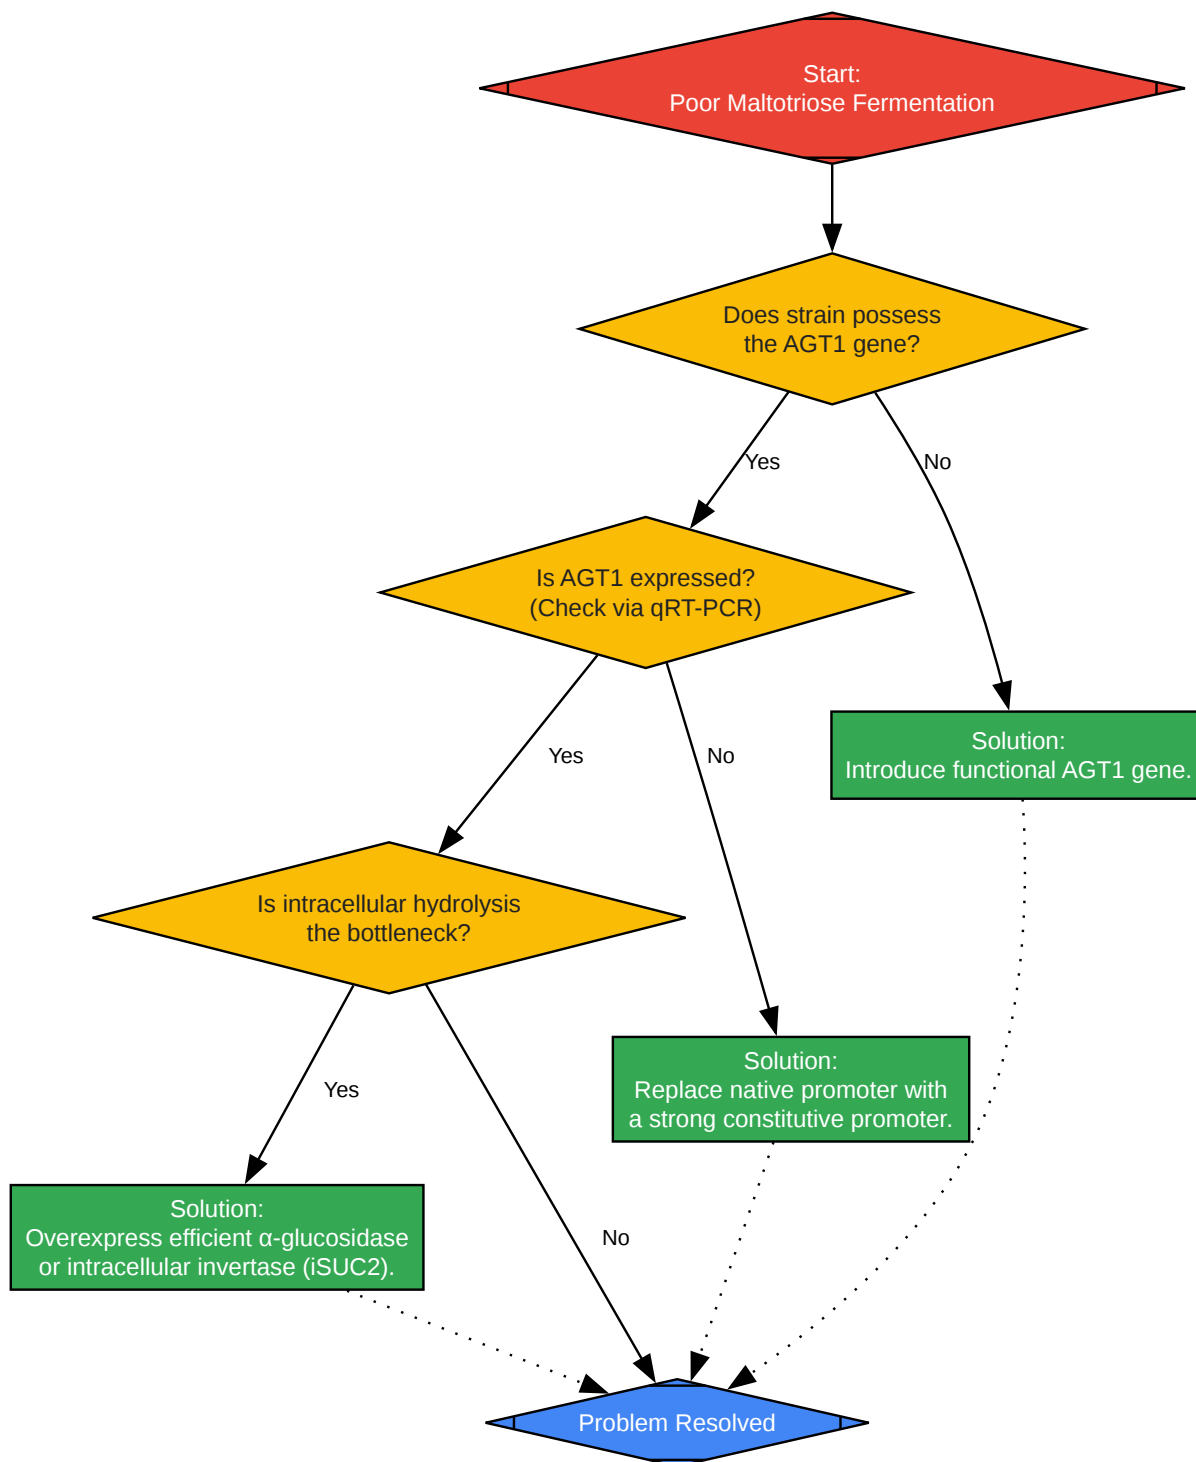 Start:
Poor Maltotriose Fermentation
Does strain possess
the AGT1 gene?
Yes
No
Is AGT1 expressed?
(Check via qRT-PCR)
Solution:
Introduce functional AGT1 gene.
Yes
No
Is intracellular hydrolysis
the bottleneck?
Solution:
Replace native promoter with
a strong constitutive promoter.
Yes
Solution:
Overexpress efficient α-glucosidase
or intracellular invertase (iSUC2).
No
Problem Resolved